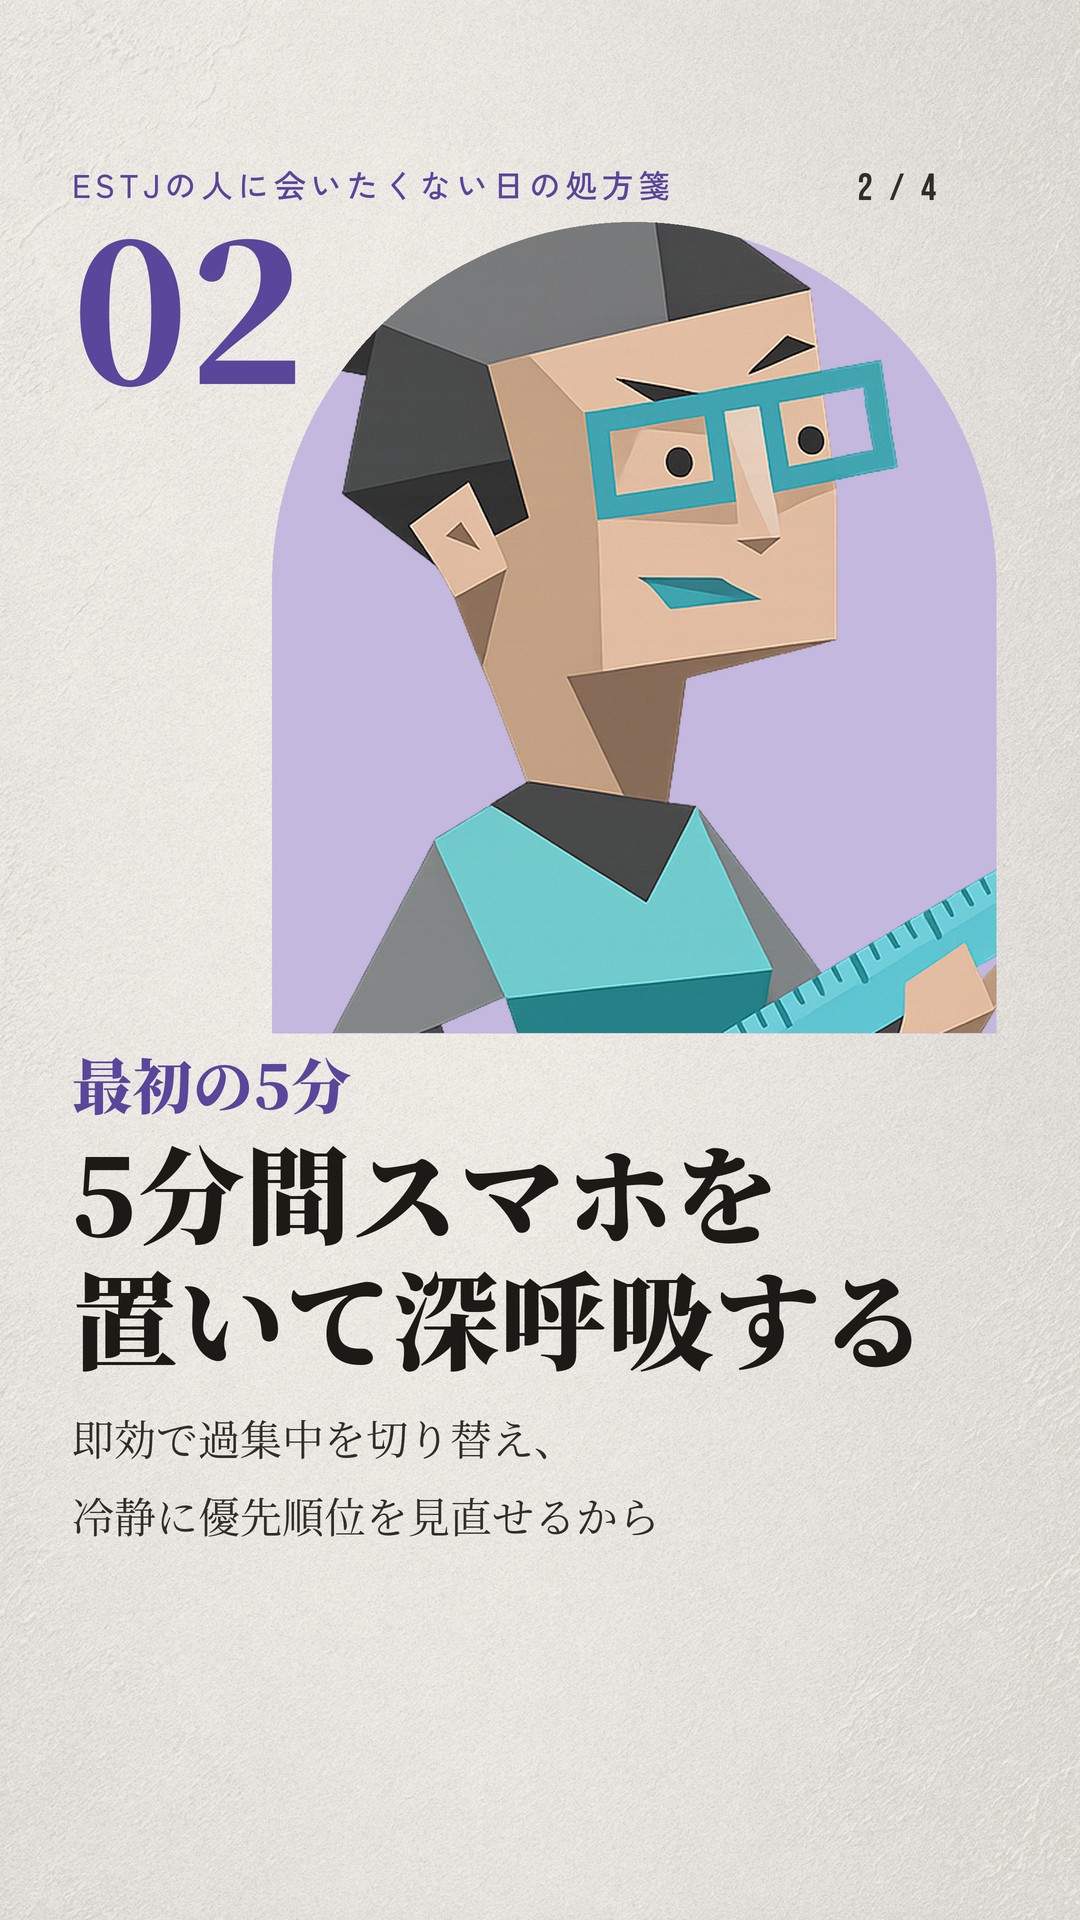 ESTJの人に会いたくない日の処方箋
2 / 4
02
最初の5分
5分間スマホを
置いて深呼吸する
即効で過集中を切り替え、
冷静に優先順位を見直せるから